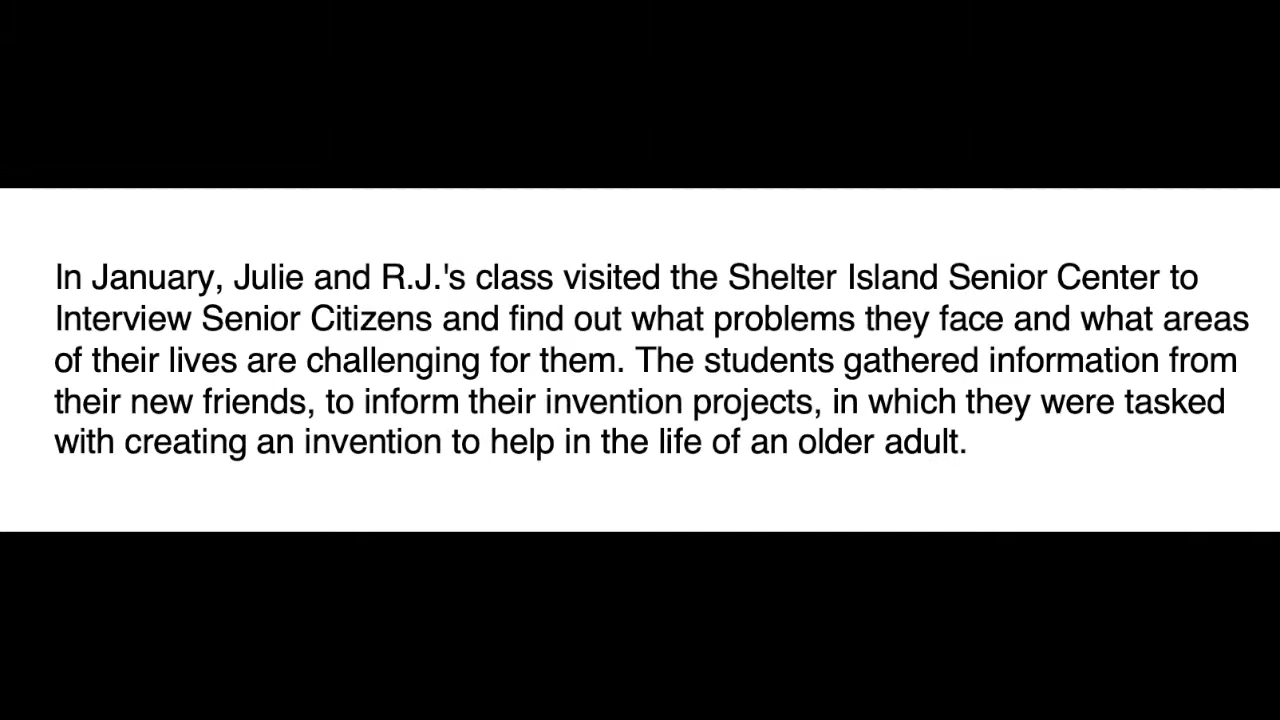 In January, Julie and R.J.'s class visited the Shelter Island Senior Center to
Interview Senior Citizens and find out what problems they face and what areas
of their lives are challenging for them. The students gathered information from
their new friends, to inform their invention projects, in which they were tasked
with creating an invention to help in the life of an older adult.